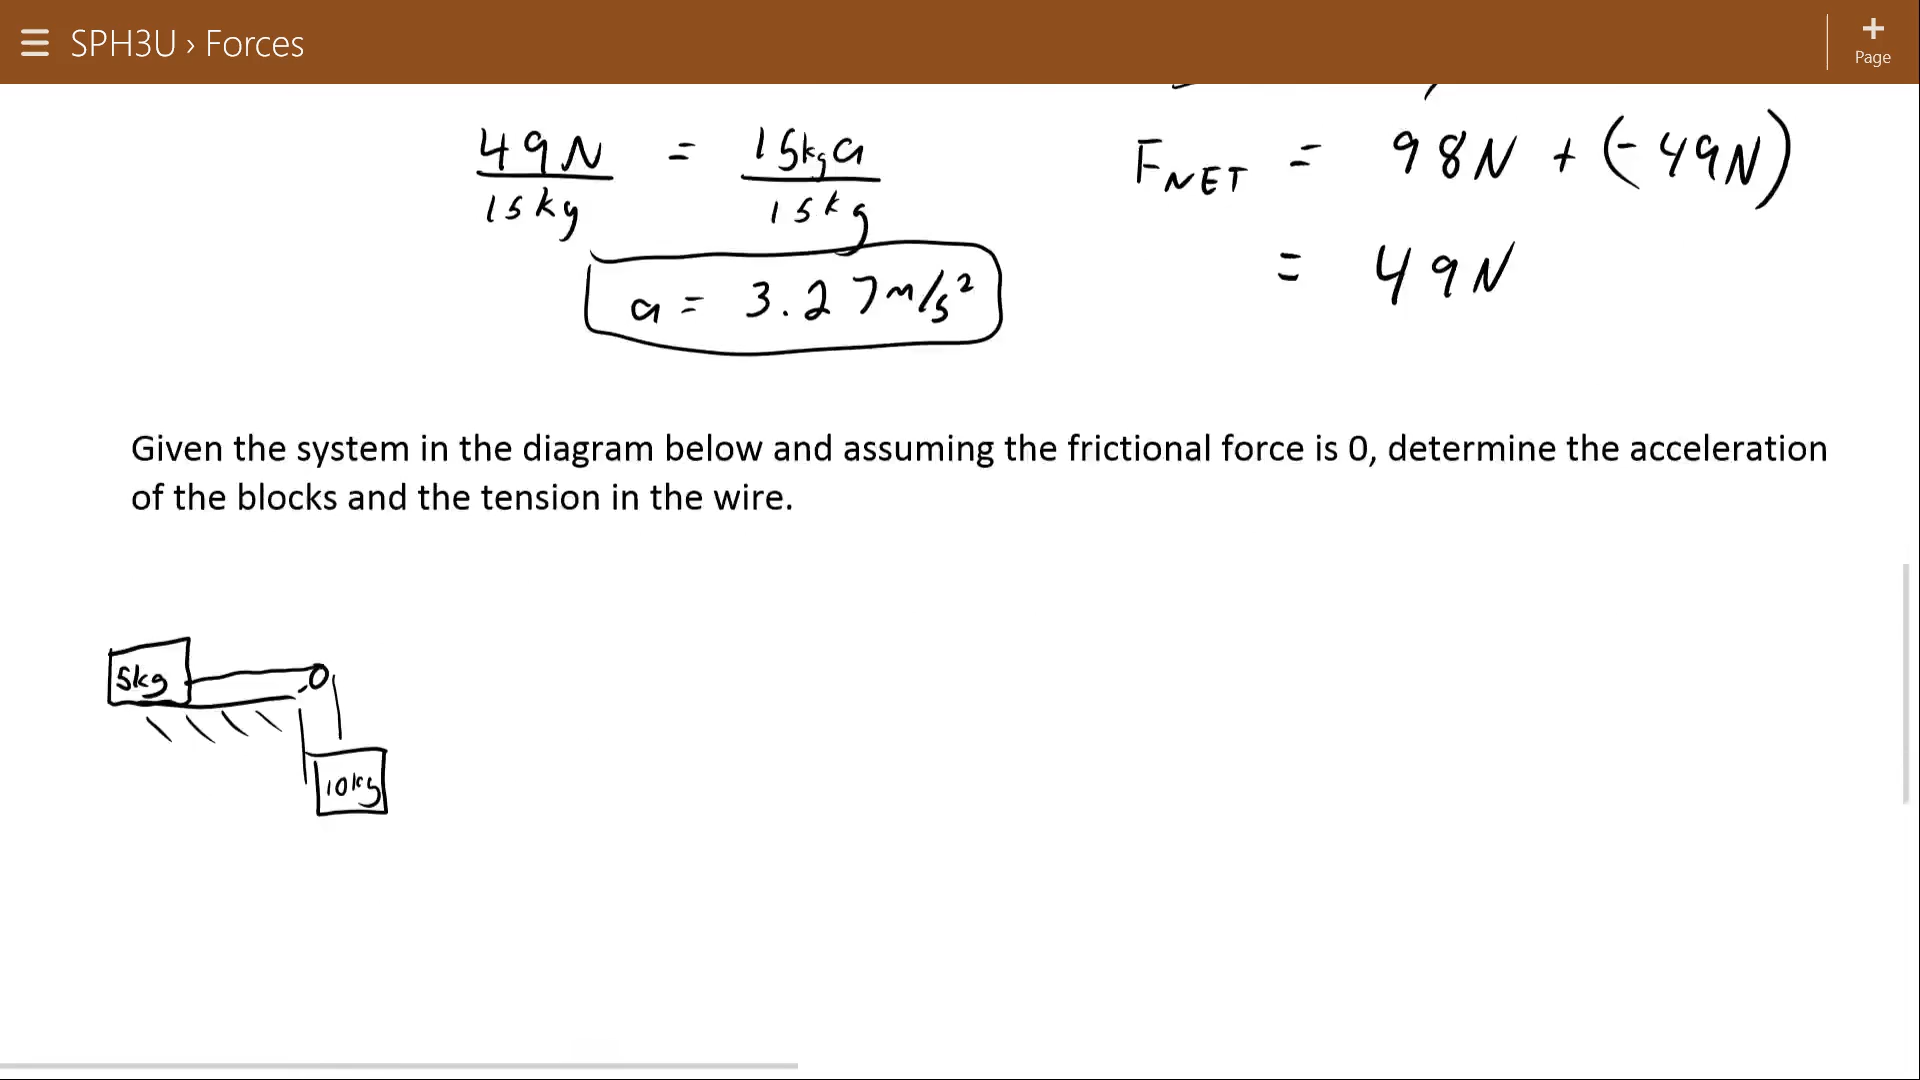 SPH3U › Forces
+
Page
49N = 15kga
15kg 15kg
a = 3.27m/s²
FNET = 98N + (-49N)
= 49N
Given the system in the diagram below and assuming the frictional force is 0, determine the acceleration
of the blocks and the tension in the wire.
5kg
10kg